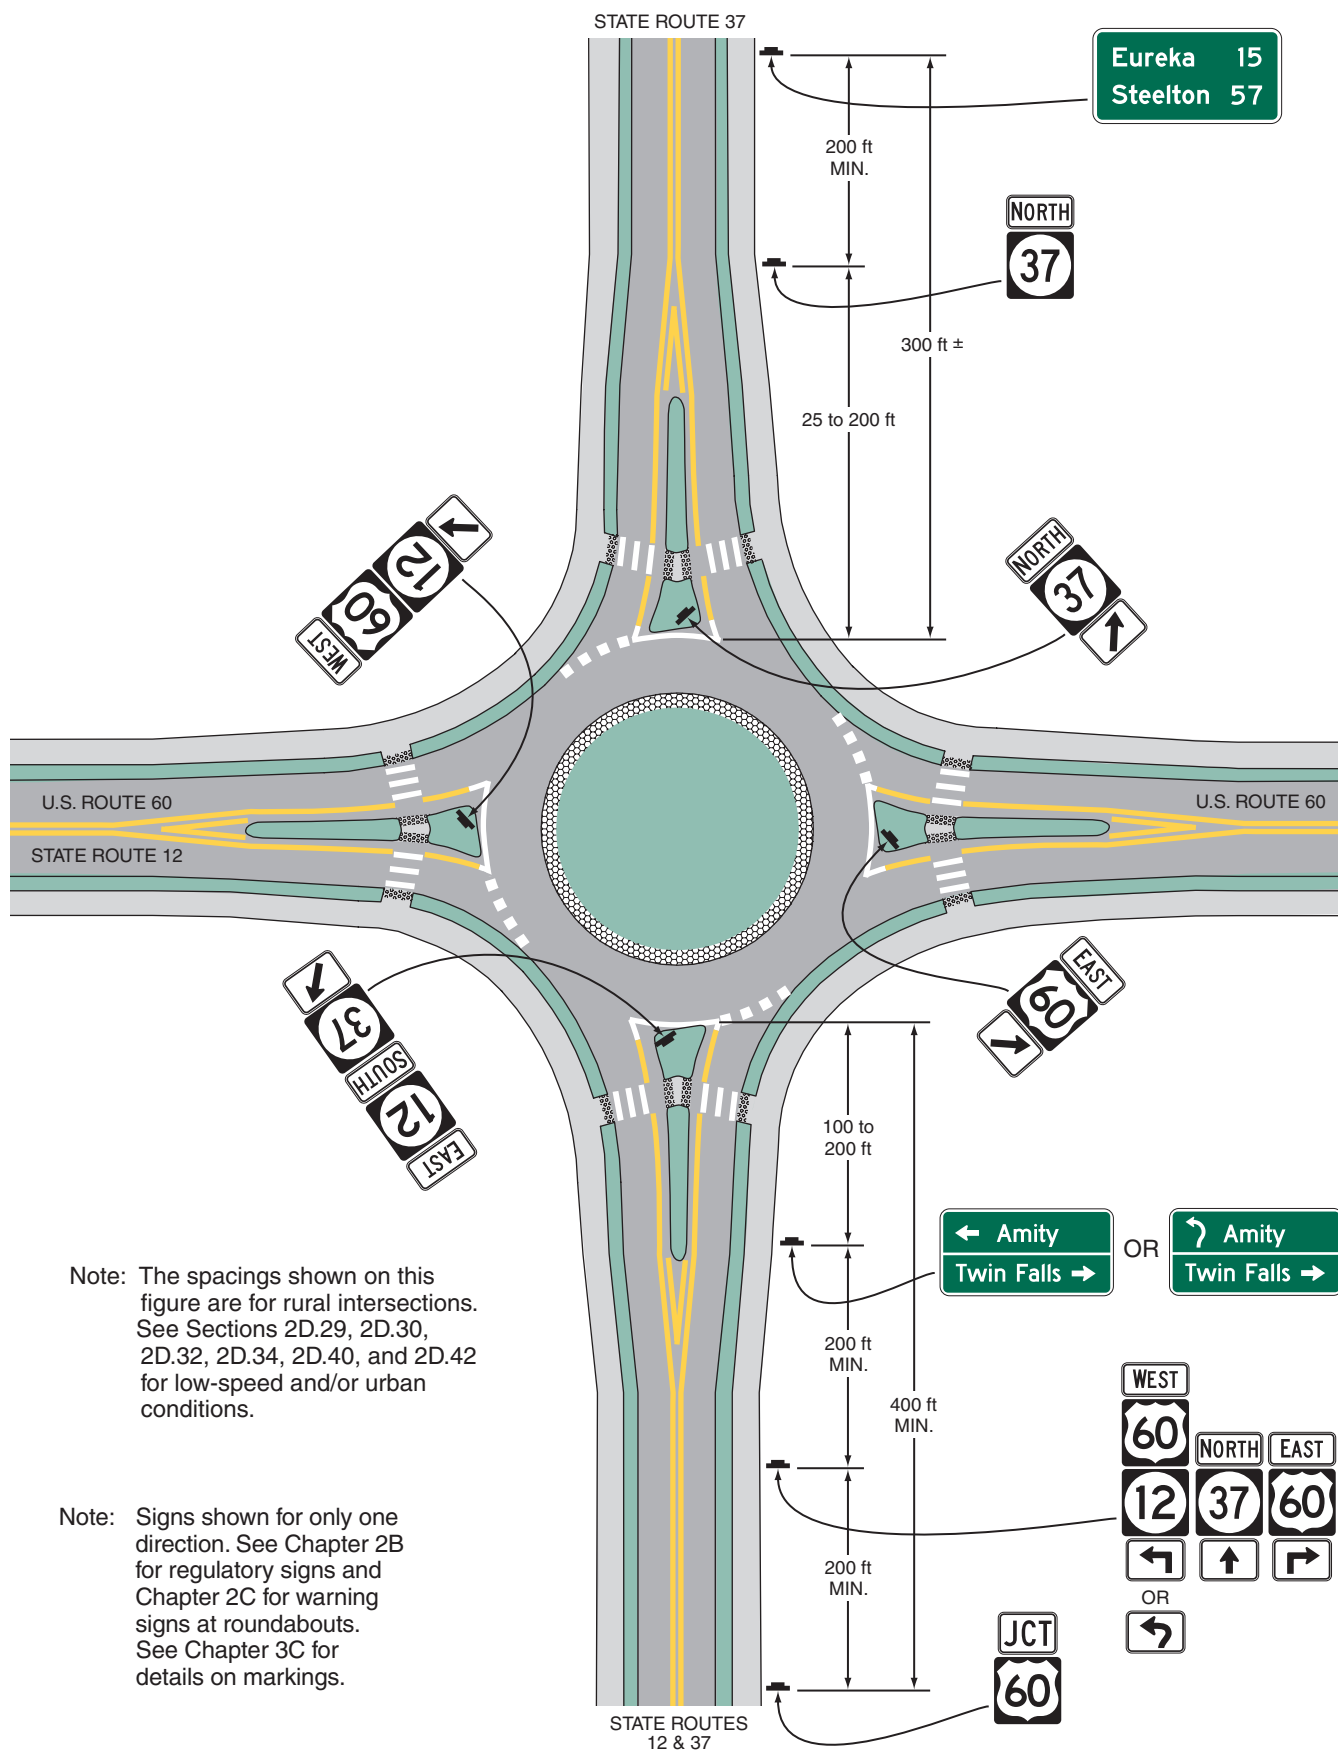 STATE ROUTE 37
Eureka 15
Steelton 57
200 ft
MIN.
NORTH
37
300 ft ±
25 to 200 ft
12
60
WEST
NORTH
37
U.S. ROUTE 60
STATE ROUTE 12
U.S. ROUTE 60
37
SOUTH
12
EAST
EAST
60
100 to
200 ft
← Amity
Twin Falls →
OR
Amity
Twin Falls →
200 ft
MIN.
400 ft
MIN.
WEST
60
12
NORTH
37
EAST
60
OR
200 ft
MIN.
JCT
60
STATE ROUTES
12 & 37
Note: The spacings shown on this
figure are for rural intersections.
See Sections 2D.29, 2D.30,
2D.32, 2D.34, 2D.40, and 2D.42
for low-speed and/or urban
conditions.
Note: Signs shown for only one
direction. See Chapter 2B
for regulatory signs and
Chapter 2C for warning
signs at roundabouts.
See Chapter 3C for
details on markings.